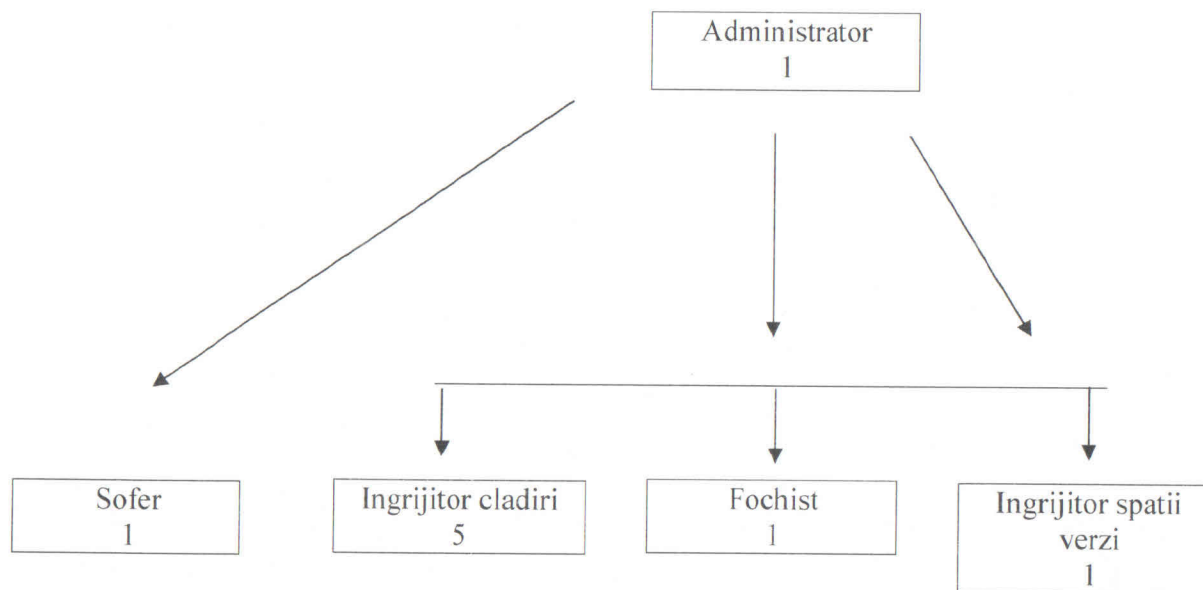 Administrator
1
Sofer
1
Ingrijitor cladiri
5
Fochist
1
Ingrijitor spatii
verzi
1